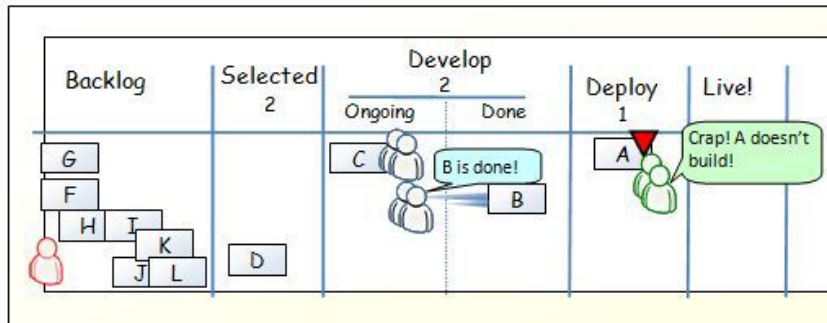 Backlog
Selected
2
Develop
2
Ongoing
Done
Deploy
1
Live!
G
F
H
I
K
J
L
D
C
B is done!
B
A
Crap! A doesn't
build!